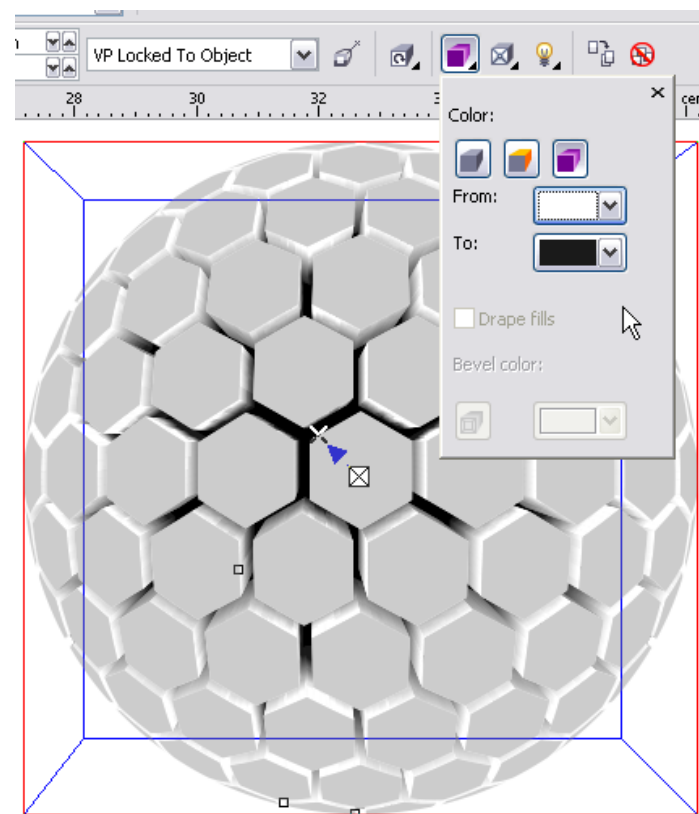 VP Locked To Object
28 30 32
Color:
From:
To:
Drape fills
Bevel color: